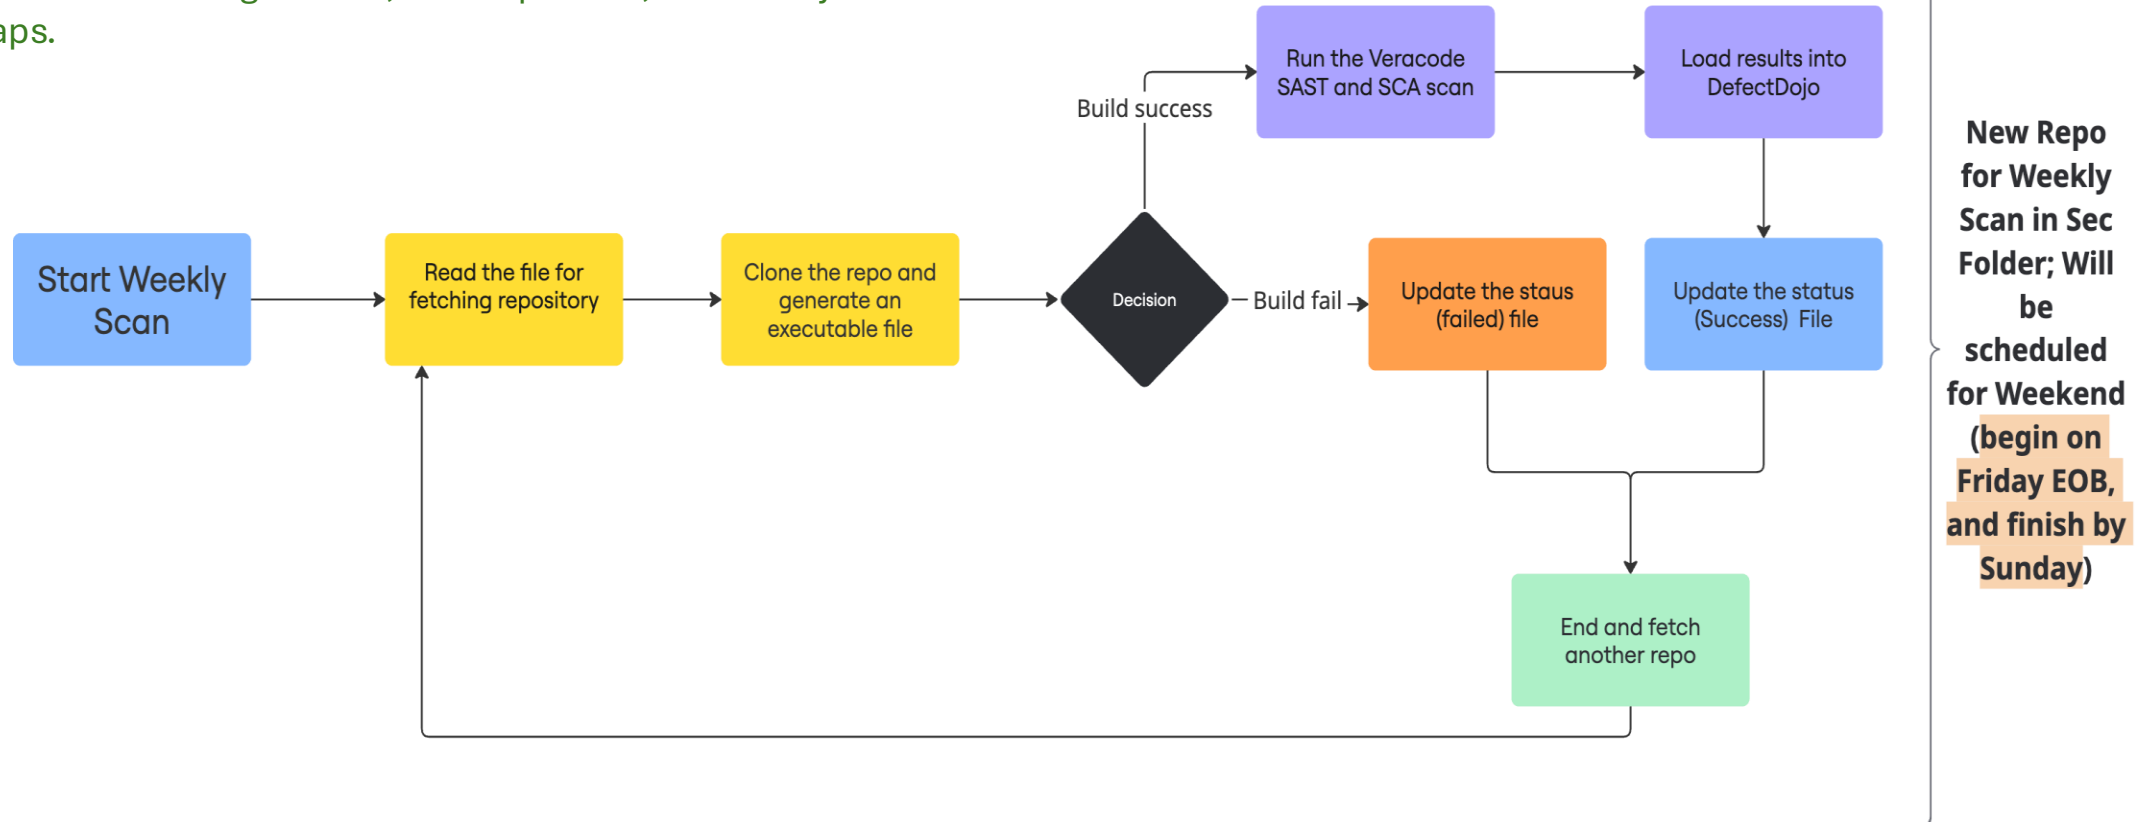 aps.
Run the Veracode
SAST and SCA scan
Load results into
DefectDojo
Build success
Start Weekly
Scan
Read the file for
fetching repository
Clone the repo and
generate an
executable file
Decision
Build fail
Update the staus
(failed) file
Update the status
(Success) File
End and fetch
another repo
New Repo
for Weekly
Scan in Sec
Folder; Will
be
scheduled
for Weekend
(begin on
Friday EOB,
and finish by
Sunday)